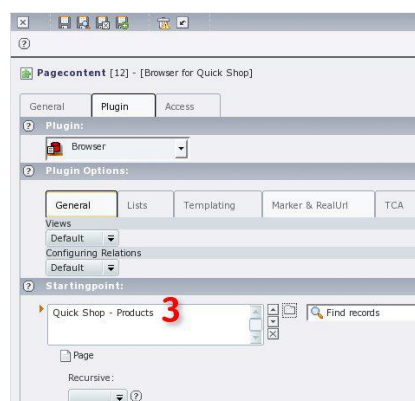 Pagecontent [12] - [Browser for Quick Shop]
General Plugin Access
Plugin:
Browser
Plugin Options:
General Lists Templating Marker & RealUrl TCA
Views
Default
Configuring Relations
Default
Startingpoint:
Quick Shop - Products 3 Find records
Page
Recursive: